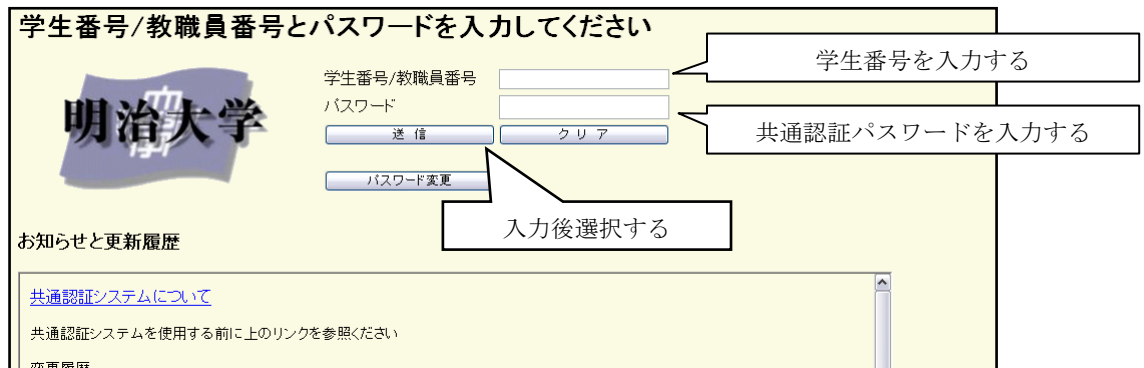 学生番号/教職員番号とパスワードを入力してください
学生番号/教職員番号
学生番号を入力する
明治大学
パスワード
共通認証パスワードを入力する
送 信
ク リ ア
パスワード変更
入力後選択する
お知らせと更新履歴
共通認証システムについて
共通認証システムを使用する前に上のリンクを参照ください
変更履歴